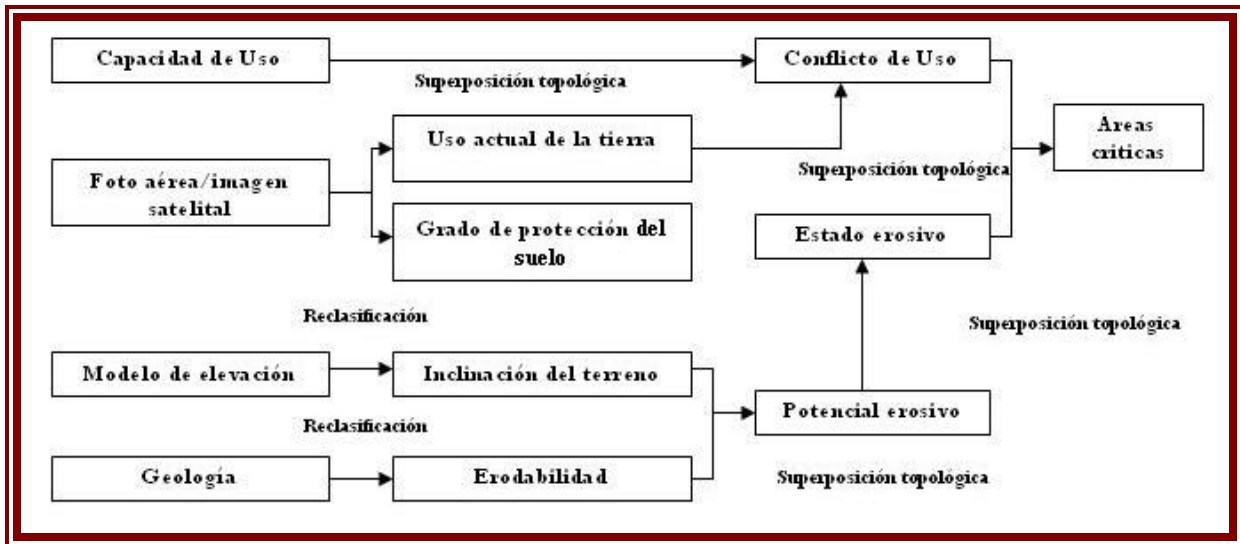 Capacidad de Uso
Conflicto de Uso
Superposición topológica
Uso actual de la tierra
Areas
criticas
Superposición topológica
Foto aérea/imagen
satelital
Grado de protección del
suelo
Estado erosivo
Reclasificación
Superposición topológica
Modelo de elevación
Inclinación del terreno
Potencial erosivo
Reclasificación
Geología
Erodabilidad
Superposición topológica